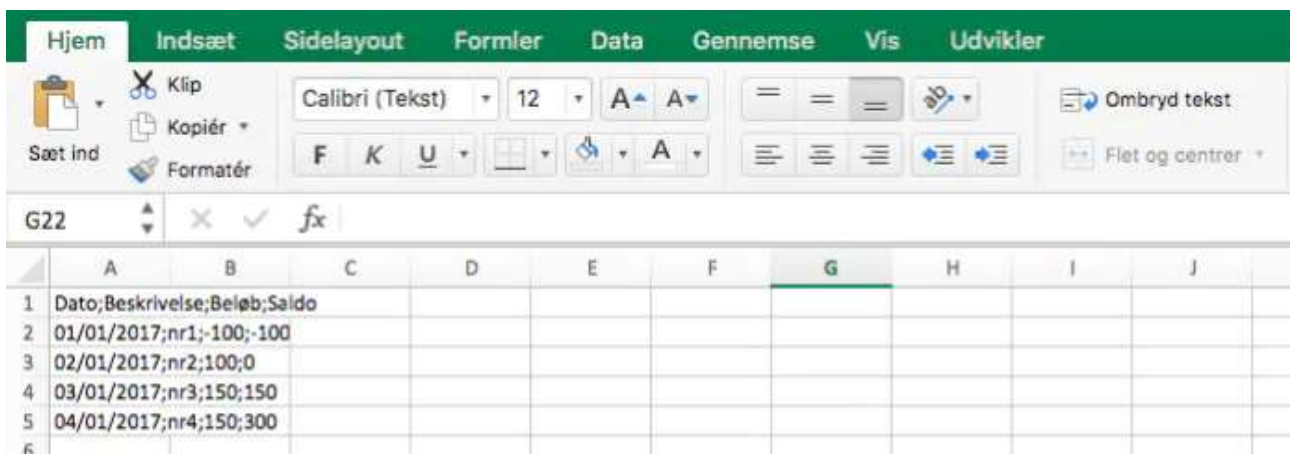 Hjem Indsæt Sidelayout Formler Data Gennemse Vis Udvikler
Klip
Kopiér
Formatér
Sæt ind
Calibri (Tekst) 12 A A
F K U A
Ombryd tekst
Flet og centrer
G22 fx
A B C D E F G H I J
1 Dato;Beskrivelse;Beløb;Saldo
2 01/01/2017;nr1;-100;-100
3 02/01/2017;nr2;100;0
4 03/01/2017;nr3;150;150
5 04/01/2017;nr4;150;300
6